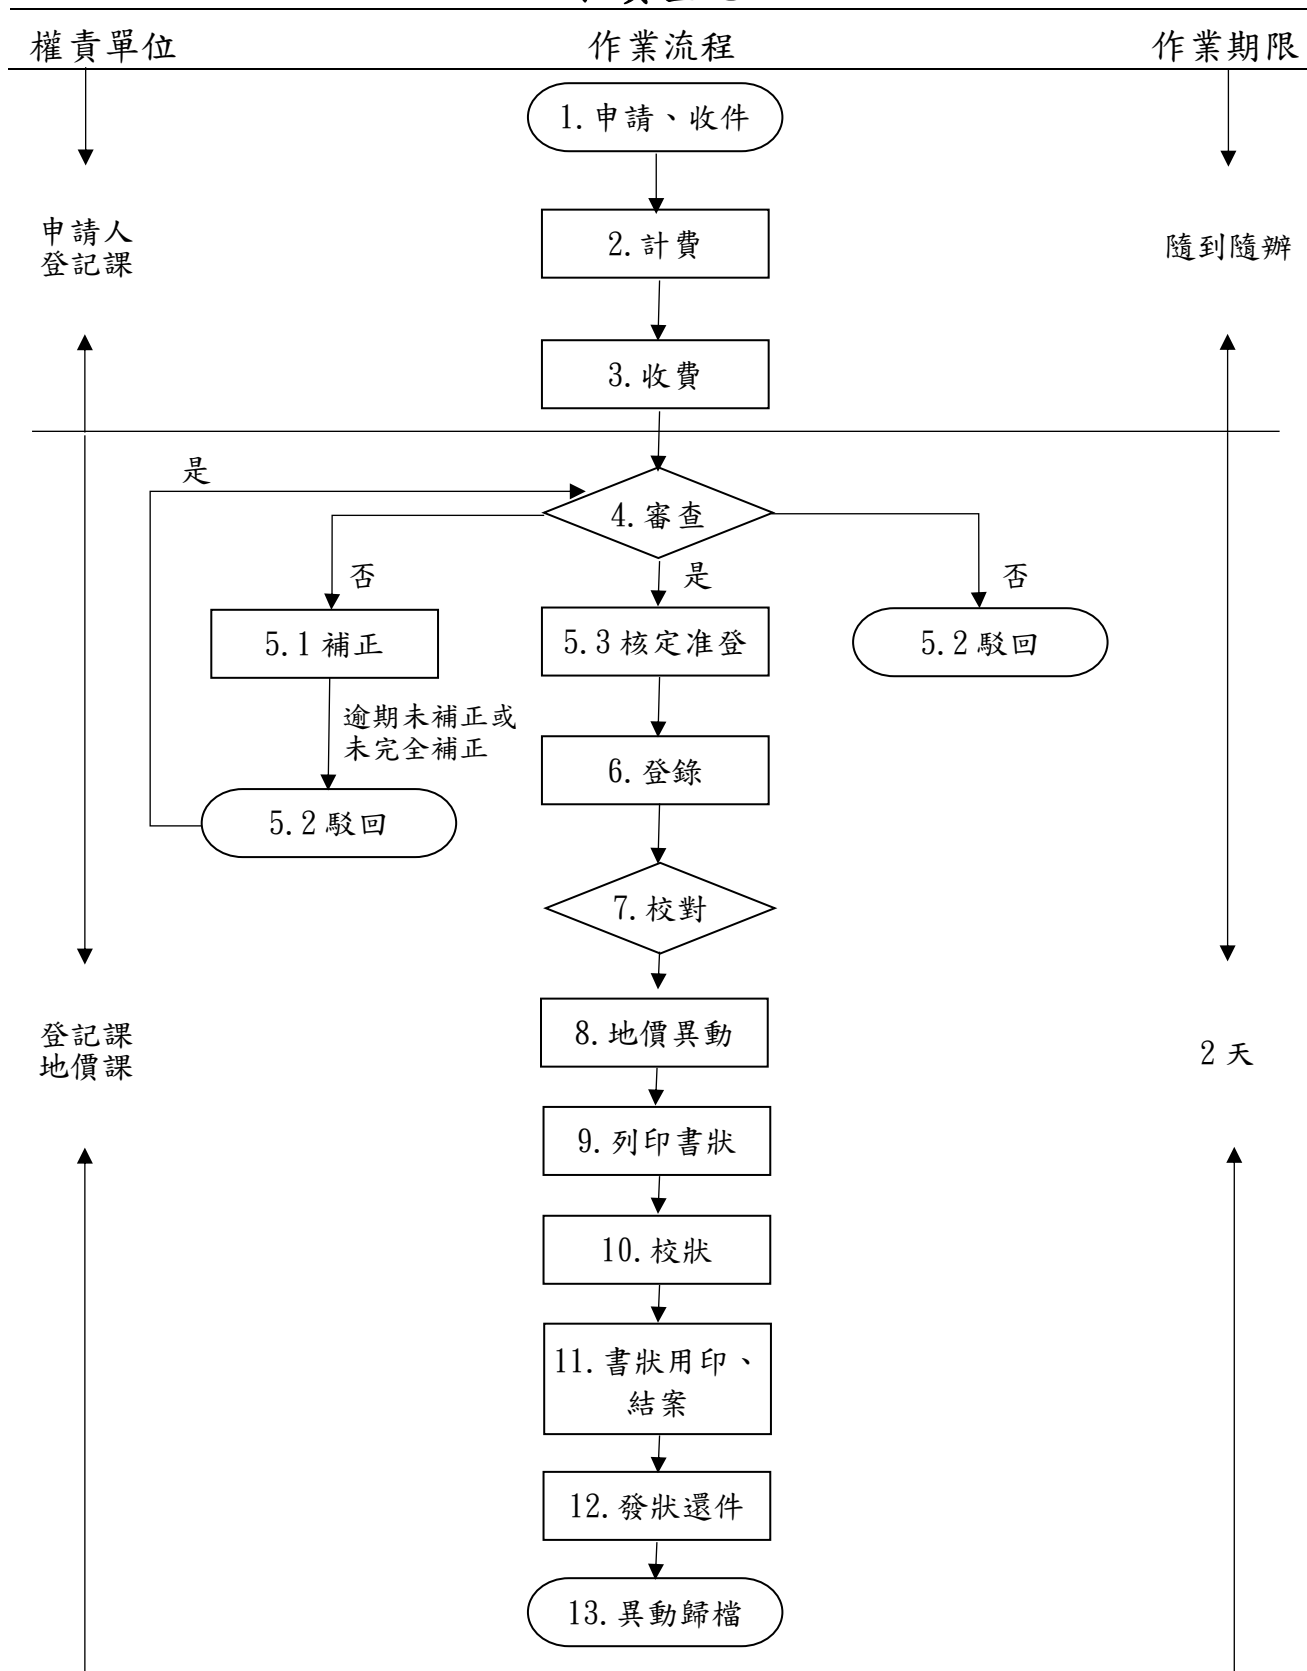 權責單位
作業流程
作業期限
1.申請、收件
2.計費
申請人
登記課
隨到隨辦
3.收費
是
4.審查
否
是
否
5.1補正
5.3核定准登
5.2駁回
逾期未補正或
未完全補正
6.登錄
5.2駁回
7.校對
8.地價異動
登記課
地價課
2天
9.列印書狀
10.校狀
11.書狀用印、
結案
12.發狀還件
13.異動歸檔